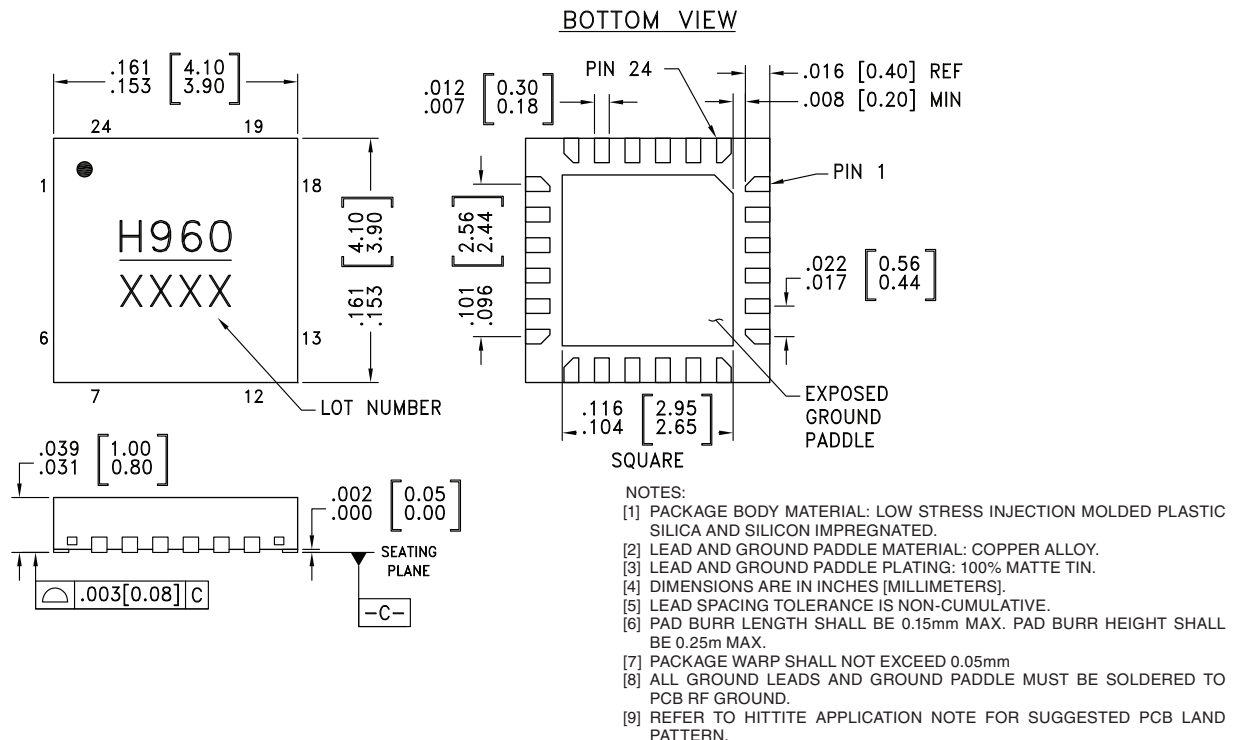 BOTTOM VIEW
.161 [4.10]
.153 [3.90]
24
19
1
18
H960
XXXX
6
13
7
12
LOT NUMBER
[4.10]
[3.90]
.161
.153
PIN 24
.012 [0.30]
.007 [0.18]
.016 [0.40] REF
.008 [0.20] MIN
PIN 1
[2.56]
[2.44]
.101
.096
.022 [0.56]
.017 [0.44]
.116 [2.95]
.104 [2.65]
SQUARE
EXPOSED
GROUND
PADDLE
.039 [1.00]
.031 [0.80]
.002 [0.05]
.000 [0.00]
SEATING
PLANE
.003[0.08] C
-C-
NOTES:
[1] PACKAGE BODY MATERIAL: LOW STRESS INJECTION MOLDED PLASTIC
SILICA AND SILICON IMPREGNATED.
[2] LEAD AND GROUND PADDLE MATERIAL: COPPER ALLOY.
[3] LEAD AND GROUND PADDLE PLATING: 100% MATTE TIN.
[4] DIMENSIONS ARE IN INCHES [MILLIMETERS].
[5] LEAD SPACING TOLERANCE IS NON-CUMULATIVE.
[6] PAD BURR LENGTH SHALL BE 0.15mm MAX. PAD BURR HEIGHT SHALL
BE 0.25m MAX.
[7] PACKAGE WARP SHALL NOT EXCEED 0.05mm
[8] ALL GROUND LEADS AND GROUND PADDLE MUST BE SOLDERED TO
PCB RF GROUND.
[9] REFER TO HITTITE APPLICATION NOTE FOR SUGGESTED PCB LAND
PATTERN.